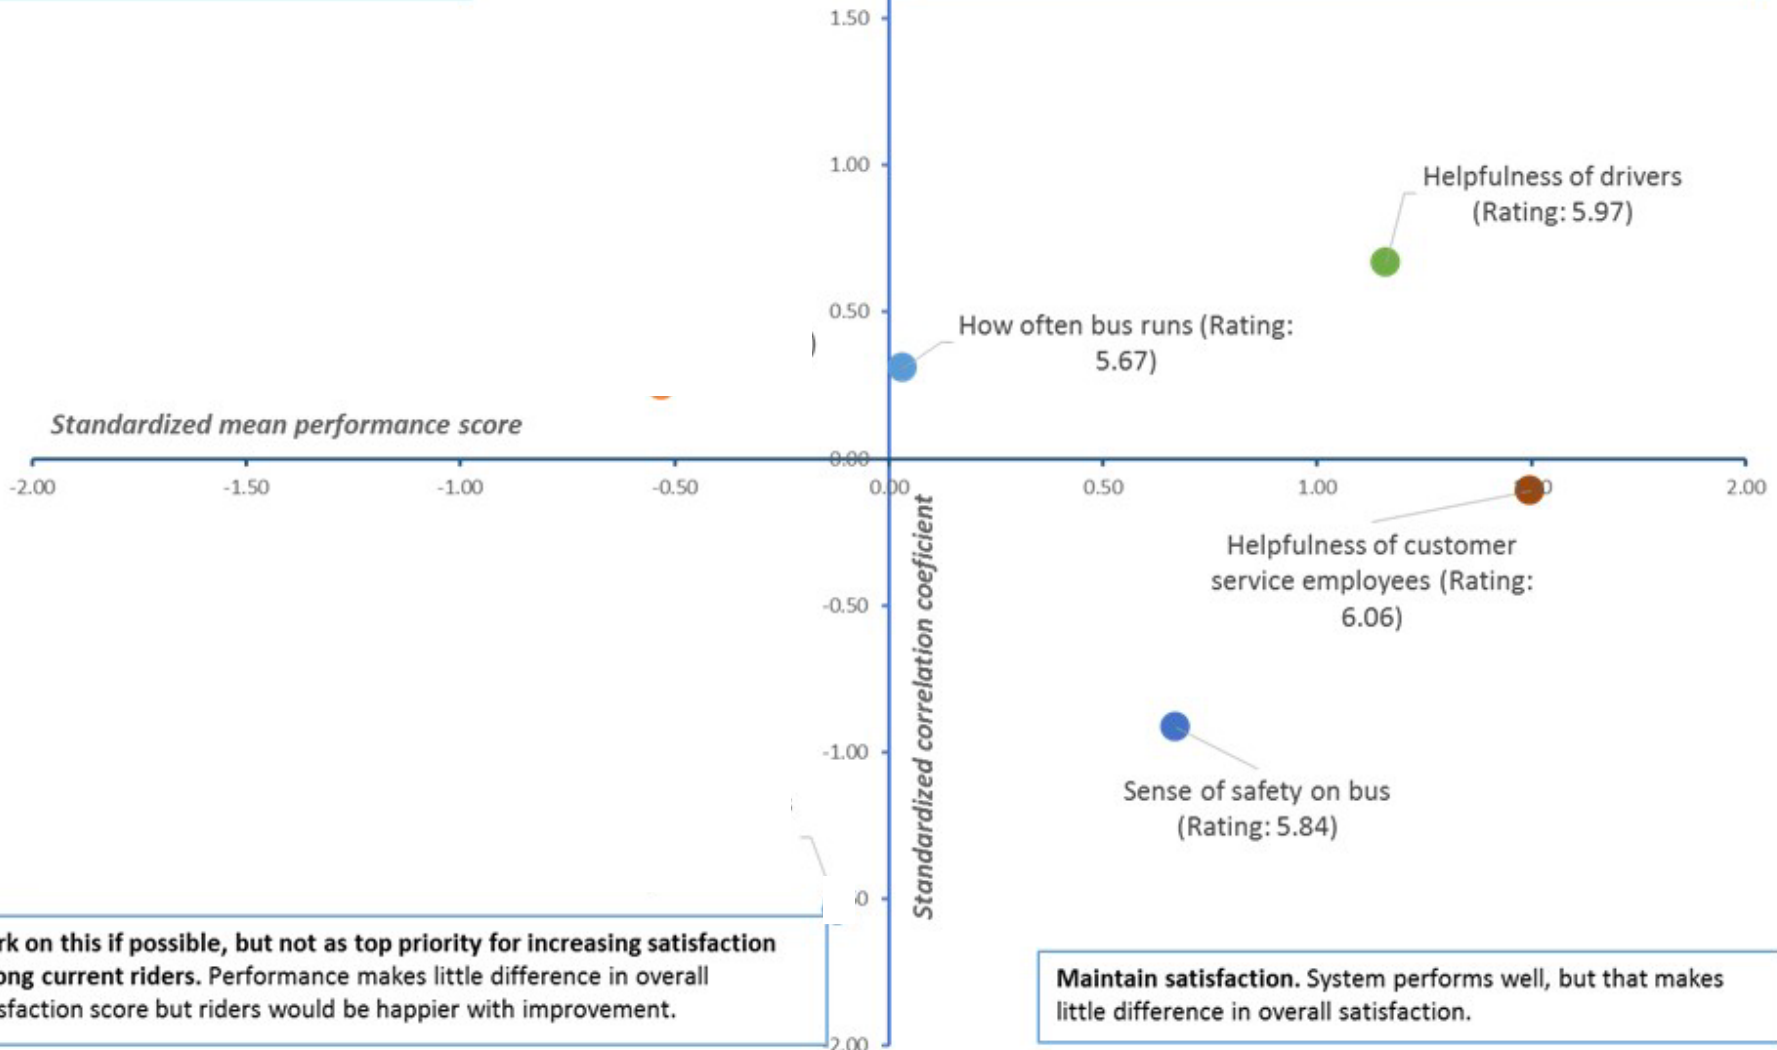 1.50
1.00
Helpfulness of drivers
(Rating: 5.97)
0.50
How often bus runs (Rating:
5.67)
)
Standardized mean performance score
0.00
-2.00 -1.50 -1.00 -0.50 0.00 0.50 1.00 2.00
Standardized correlation coeficient
Helpfulness of customer
service employees (Rating:
6.06)
-0.50
-1.00
Sense of safety on bus
(Rating: 5.84)
rk on this if possible, but not as top priority for increasing satisfaction
ong current riders. Performance makes little difference in overall
sfaction score but riders would be happier with improvement.
Maintain satisfaction. System performs well, but that makes
little difference in overall satisfaction.
2.00